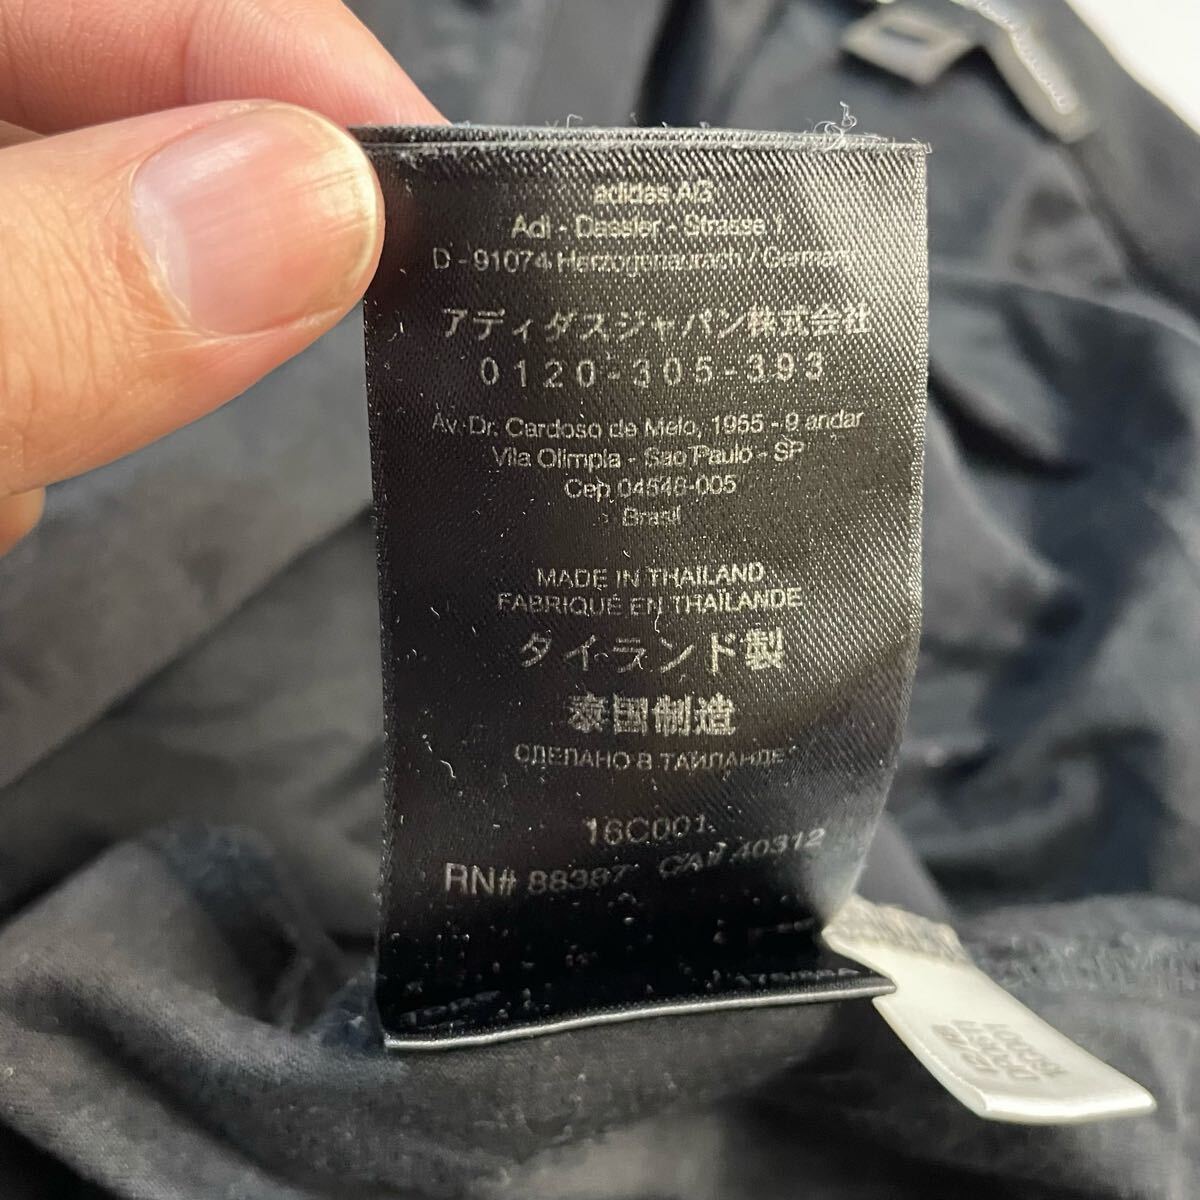 adidas AG
Adi - Dassler - Strasse 1
D - 91074 Herzogenaurach / Germany
アディダスジャパン株式会社
0120-305-393
Av. Dr. Cardoso de Melo, 1955 - 9 andar
Vila Olimpia - Sao Paulo - SP
Cep 04548-005
Brasil
MADE IN THAILAND
FABRIQUE EN THAILANDE
タイランド製
泰国制造
СДЕЛАНО В ТАИЛАНДЕ
16C001
RN# 88387 CA# 40312